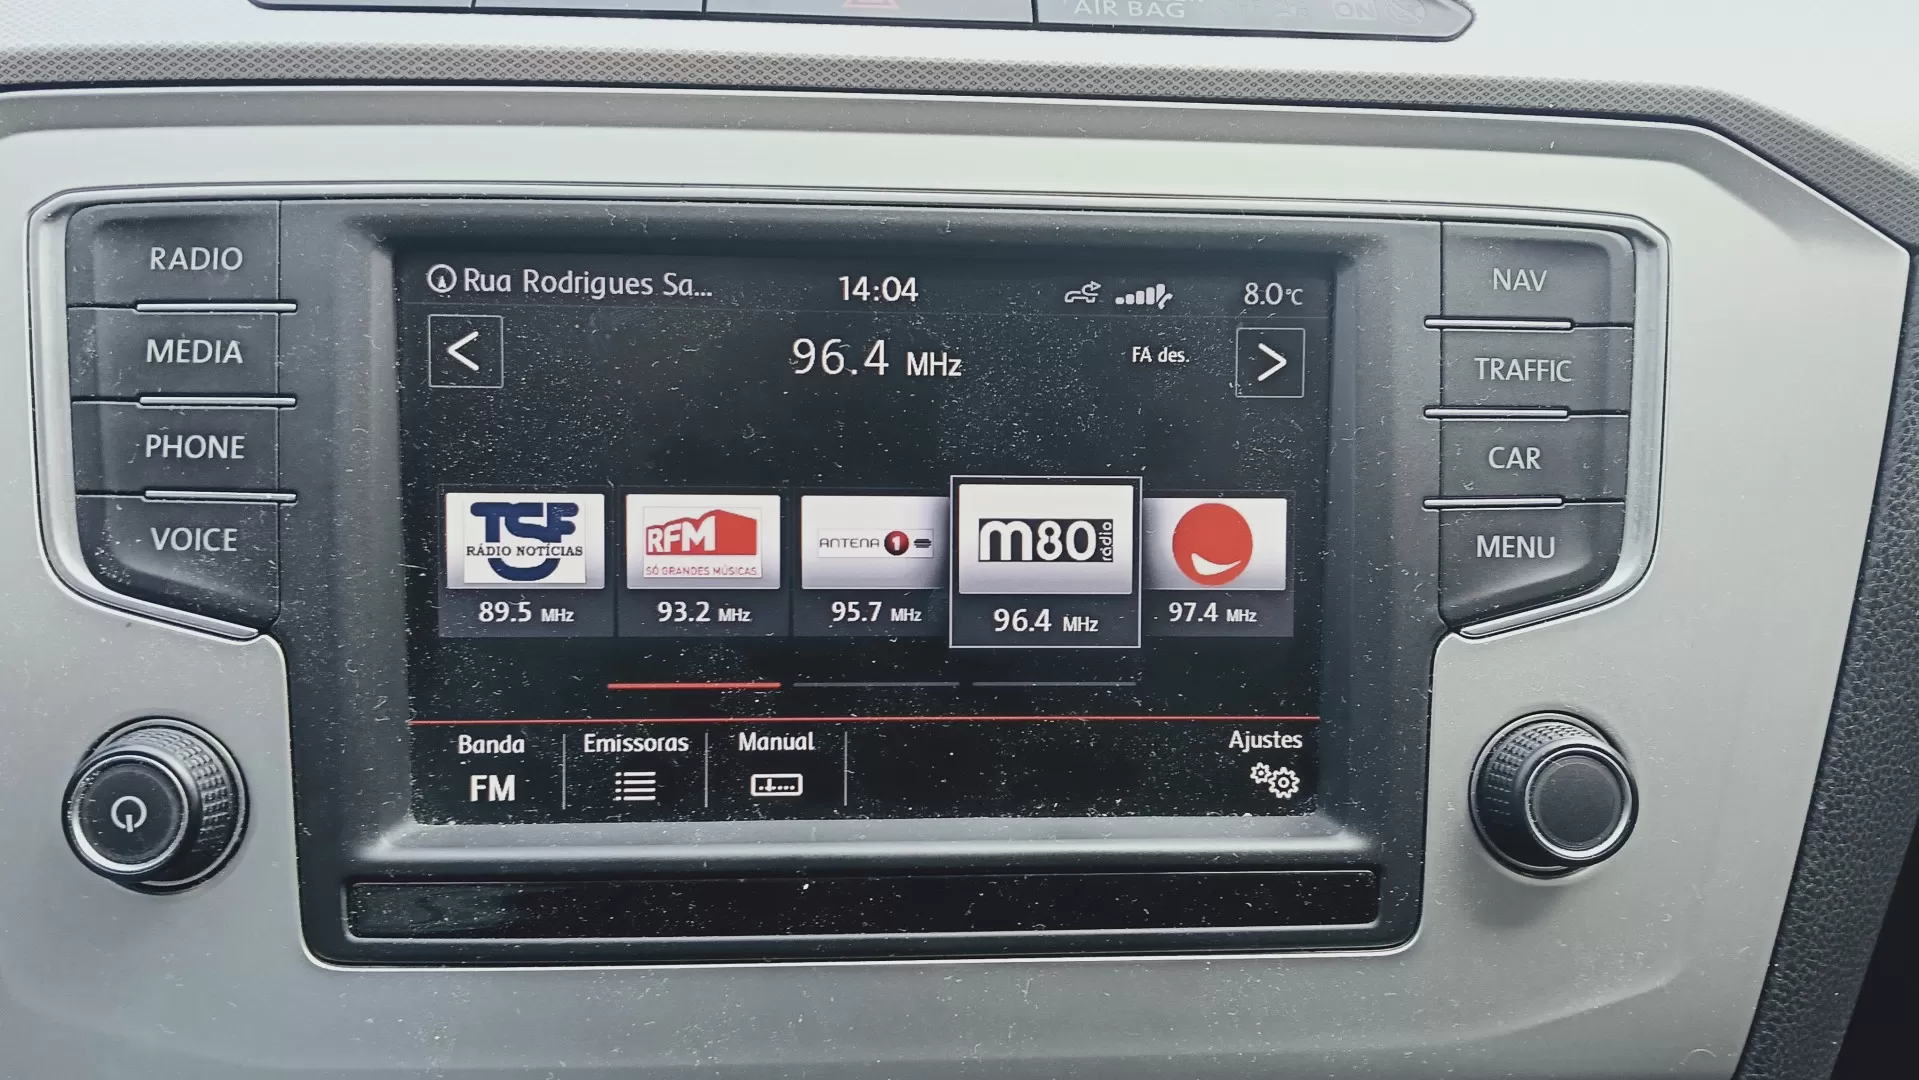 AIR BAG
ON
RADIO
MEDIA
PHONE
VOICE
Rua Rodrigues Sa... 14:04 8.0°C
< 96.4 MHz FA des. >
TSF
RÁDIO NOTÍCIAS
RFM
SÓ GRANDES MÚSICAS
ANTENA 1
m80 rádio
89.5 MHz 93.2 MHz 95.7 MHz 96.4 MHz 97.4 MHz
Banda Emissoras Manual Ajustes
FM
NAV
TRAFFIC
CAR
MENU